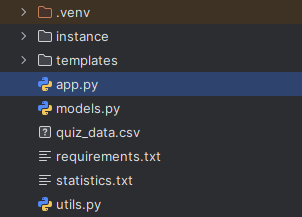 .venv
instance
templates
app.py
models.py
quiz_data.csv
requirements.txt
statistics.txt
utils.py